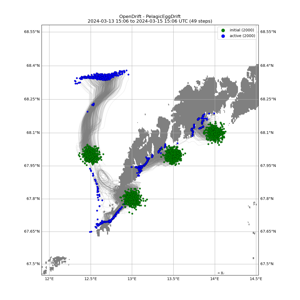 OpenDrift - PelagicEggDrift
2024-03-13 15:06 to 2024-03-15 15:06 UTC (49 steps)
initial (2000)
active (2000)
68.55°N 68.55°N
68.4°N 68.4°N
68.25°N 68.25°N
68.1°N 68.1°N
67.95°N 67.95°N
67.8°N 67.8°N
67.65°N 67.65°N
67.5°N 67.5°N
12°E 12.5°E 13°E 13.5°E 14°E 14.5°E